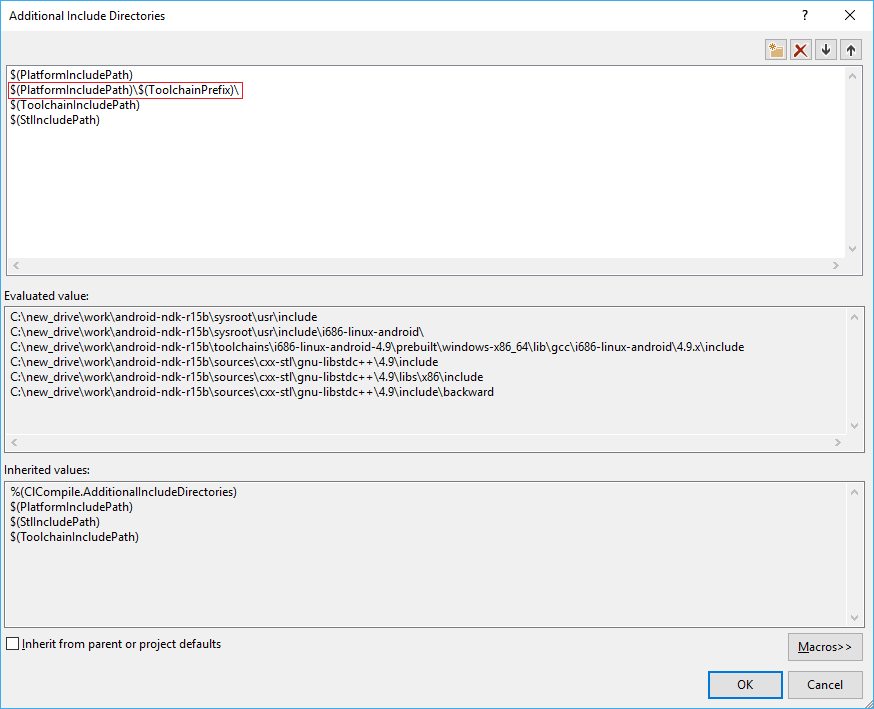 Additional Include Directories
?
$(PlatformIncludePath)
$(PlatformIncludePath)\$(ToolchainPrefix)\
$(ToolchainIncludePath)
$(StlIncludePath)
Evaluated value:
C:\new_drive\work\android-ndk-r15b\sysroot\usr\include
C:\new_drive\work\android-ndk-r15b\sysroot\usr\include\i686-linux-android\
C:\new_drive\work\android-ndk-r15b\toolchains\i686-linux-android-4.9\prebuilt\windows-x86_64\lib\gcc\i686-linux-android\4.9.x\include
C:\new_drive\work\android-ndk-r15b\sources\cxx-stl\gnu-libstdc++\4.9\include
C:\new_drive\work\android-ndk-r15b\sources\cxx-stl\gnu-libstdc++\4.9\libs\x86\include
C:\new_drive\work\android-ndk-r15b\sources\cxx-stl\gnu-libstdc++\4.9\include\backward
Inherited values:
%(ClCompile.AdditionalIncludeDirectories)
$(PlatformIncludePath)
$(StlIncludePath)
$(ToolchainIncludePath)
Inherit from parent or project defaults
Macros>>
OK
Cancel